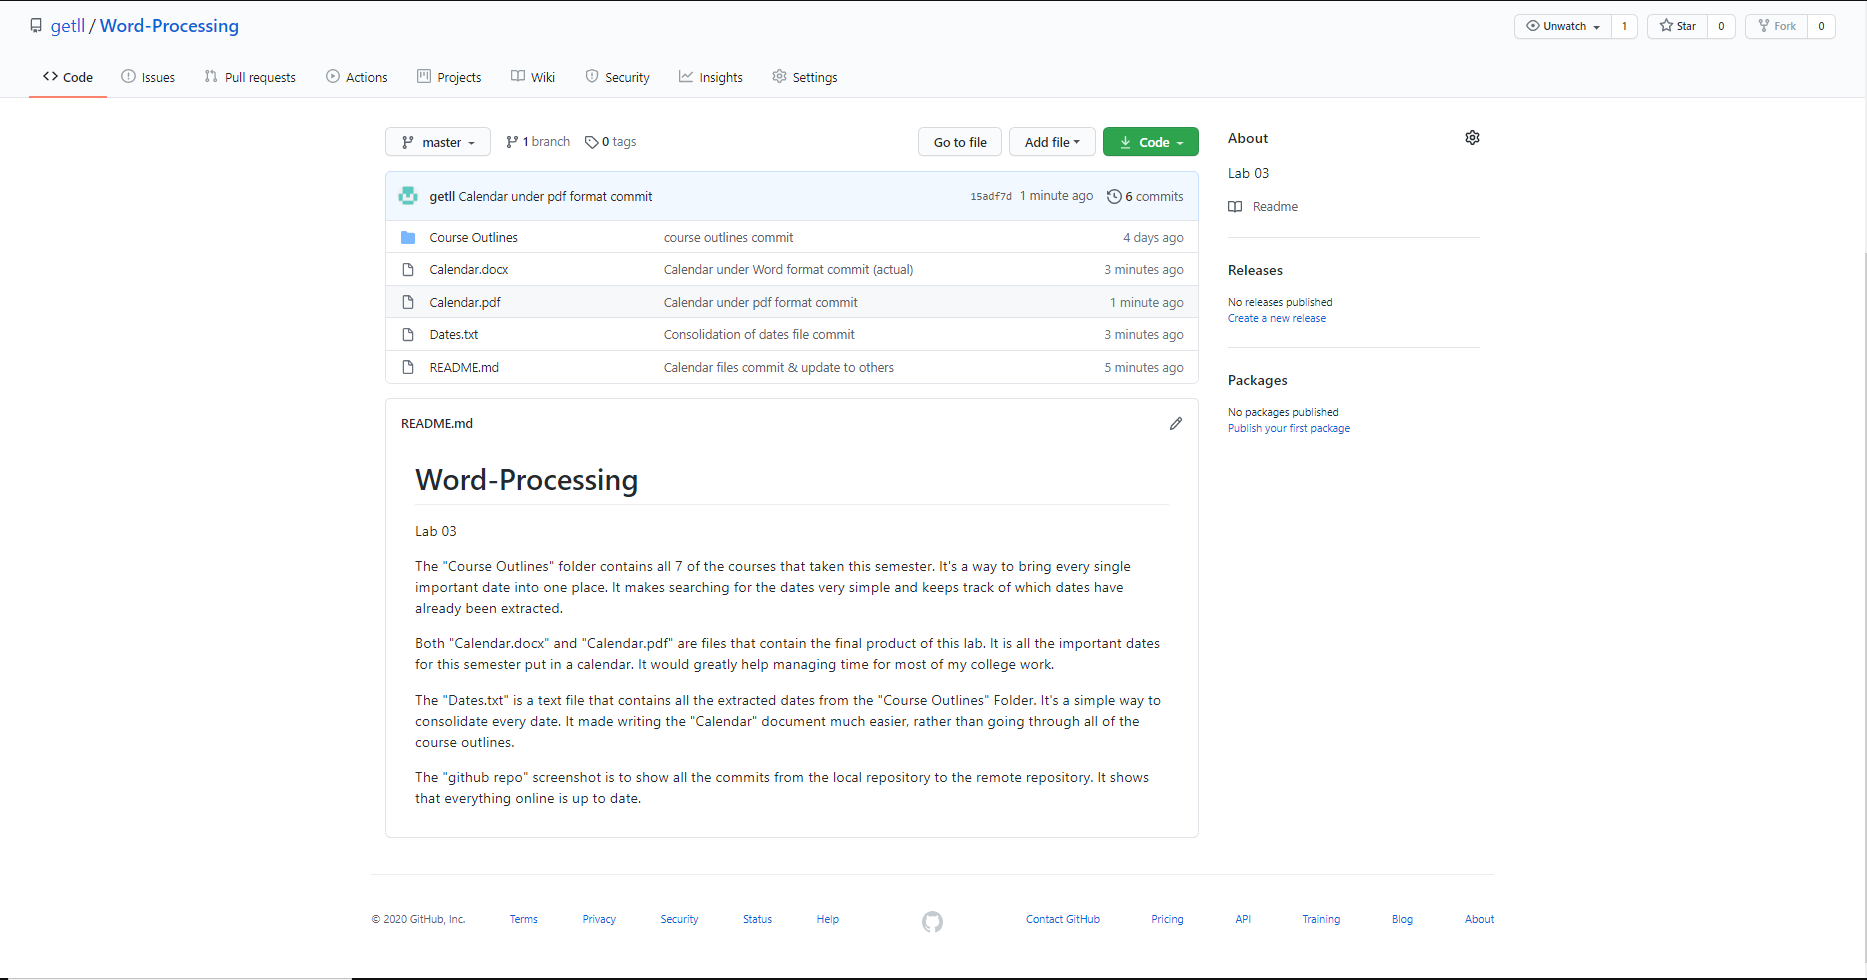 getll / Word-Processing
Unwatch 1 Star 0 Fork 0
Code Issues Pull requests Actions Projects Wiki Security Insights Settings
master 1 branch 0 tags Go to file Add file Code
getll Calendar under pdf format commit 15adf7d 1 minute ago 6 commits
Course Outlines course outlines commit 4 days ago
Calendar.docx Calendar under Word format commit (actual) 3 minutes ago
Calendar.pdf Calendar under pdf format commit 1 minute ago
Dates.txt Consolidation of dates file commit 3 minutes ago
README.md Calendar files commit & update to others 5 minutes ago
README.md
Word-Processing
Lab 03
The "Course Outlines" folder contains all 7 of the courses that taken this semester. It's a way to bring every single
important date into one place. It makes searching for the dates very simple and keeps track of which dates have
already been extracted.
Both "Calendar.docx" and "Calendar.pdf" are files that contain the final product of this lab. It is all the important dates
for this semester put in a calendar. It would greatly help managing time for most of my college work.
The "Dates.txt" is a text file that contains all the extracted dates from the "Course Outlines" Folder. It's a simple way to
consolidate every date. It made writing the "Calendar" document much easier, rather than going through all of the
course outlines.
The "github repo" screenshot is to show all the commits from the local repository to the remote repository. It shows
that everything online is up to date.
About
Lab 03
Readme
Releases
No releases published
Create a new release
Packages
No packages published
Publish your first package
© 2020 GitHub, Inc. Terms Privacy Security Status Help Contact GitHub Pricing API Training Blog About